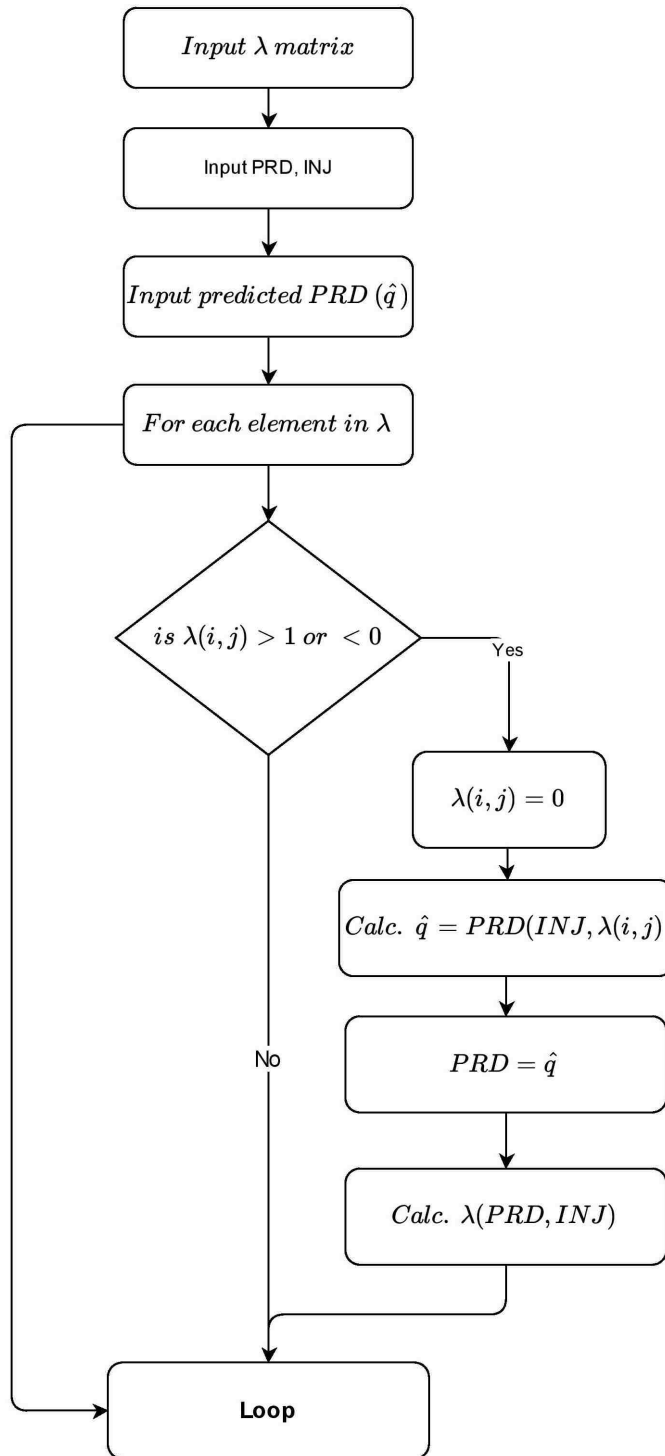 Input λ matrix
Input PRD, INJ
Input predicted PRD (q̂)
For each element in λ
is λ(i, j) > 1 or < 0
Yes
λ(i, j) = 0
Calc. q̂ = PRD(INJ, λ(i, j)
PRD = q̂
No
Calc. λ(PRD, INJ)
Loop